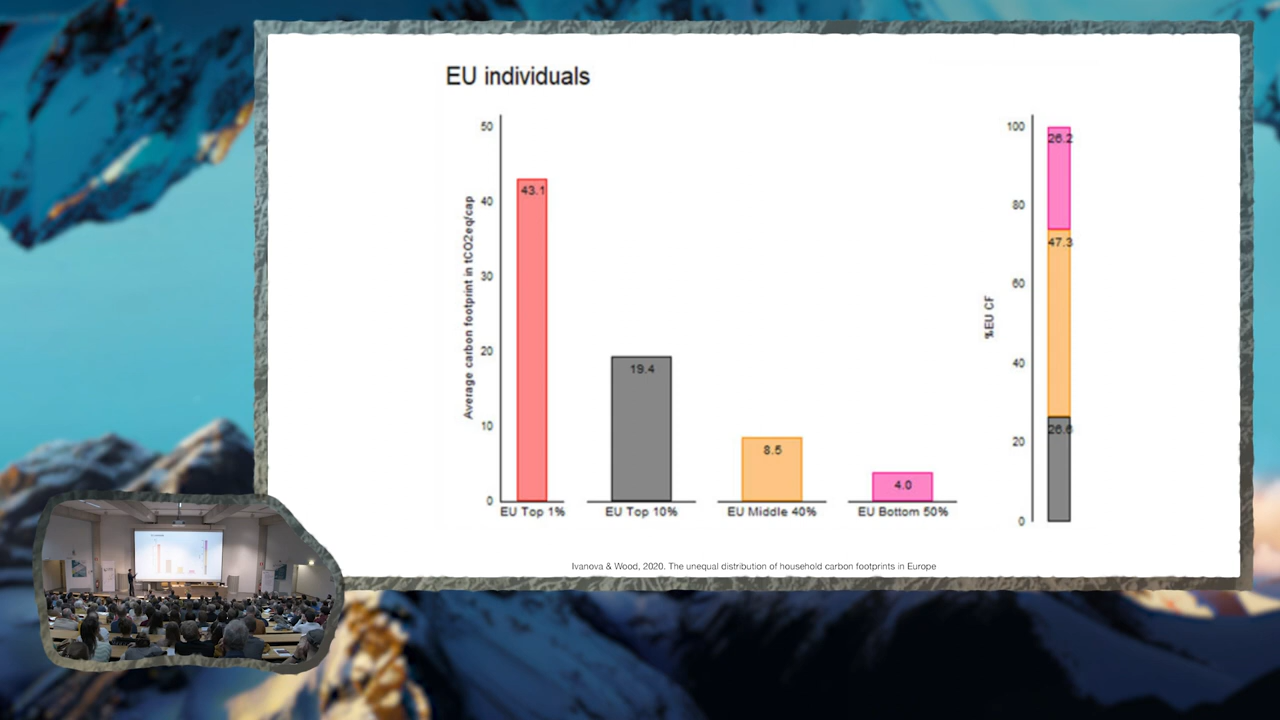 EU individuals
50
40
30
20
10
0
Average carbon footprint in tCO2eq/cap
43.1
19.4
8.5
4.0
EU Top 1%
EU Top 10%
EU Middle 40%
EU Bottom 50%
100
80
60
40
20
0
%EU CF
26.2
47.3
26.6
Ivanova & Wood, 2020. The unequal distribution of household carbon footprints in Europe